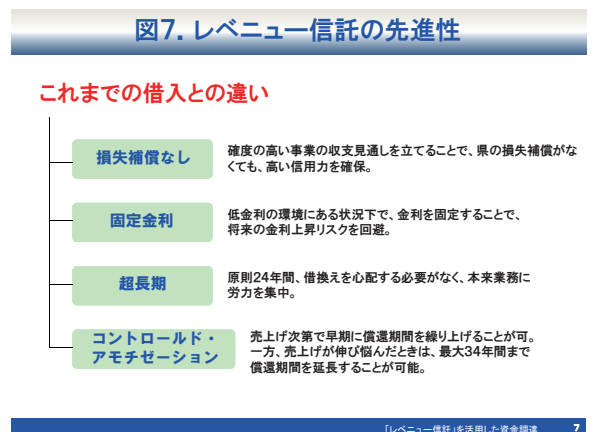 図7. レベニュー信託の先進性
これまでの借入との違い
損失補償なし
確度の高い事業の収支見通しを立てることで、県の損失補償がな
くても、高い信用力を確保。
固定金利
低金利の環境にある状況下で、金利を固定することで、
将来の金利上昇リスクを回避。
超長期
原則24年間、借換えを心配する必要がなく、本来業務に
労力を集中。
コントロールド・
アモチゼーション
売上げ次第で早期に償還期間を繰り上げることが可。
一方、売上げが伸び悩んだときは、最大34年間まで
償還期間を延長することが可能。
「レベニュー信託」を活用した資金調達 7